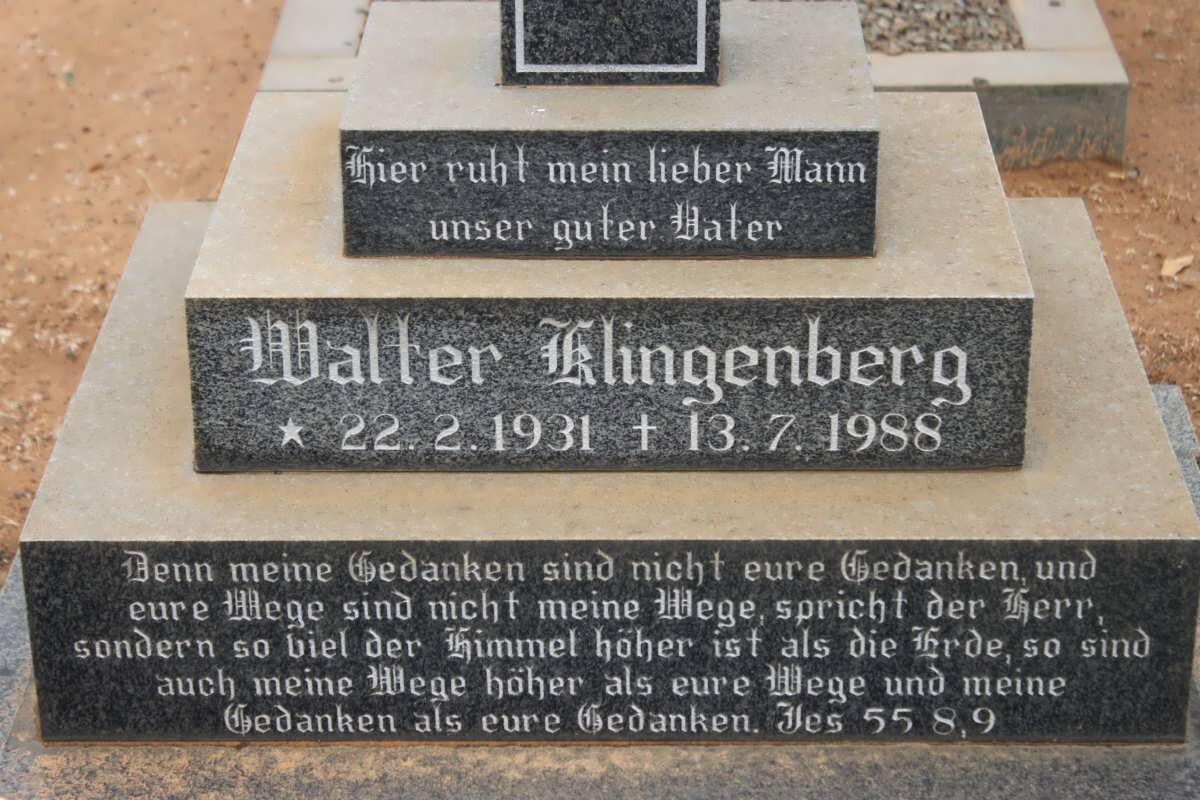 Hier ruht mein lieber Mann
unser guter Vater
Walter Klingenberg
★ 22. 2. 1931 † 13. 7. 1988
Denn meine Gedanken sind nicht eure Gedanken, und
eure Wege sind nicht meine Wege, spricht der Herr,
sondern so viel der Himmel höher ist als die Erde, so sind
auch meine Wege höher als eure Wege und meine
Gedanken als eure Gedanken. Jes 55 8,9